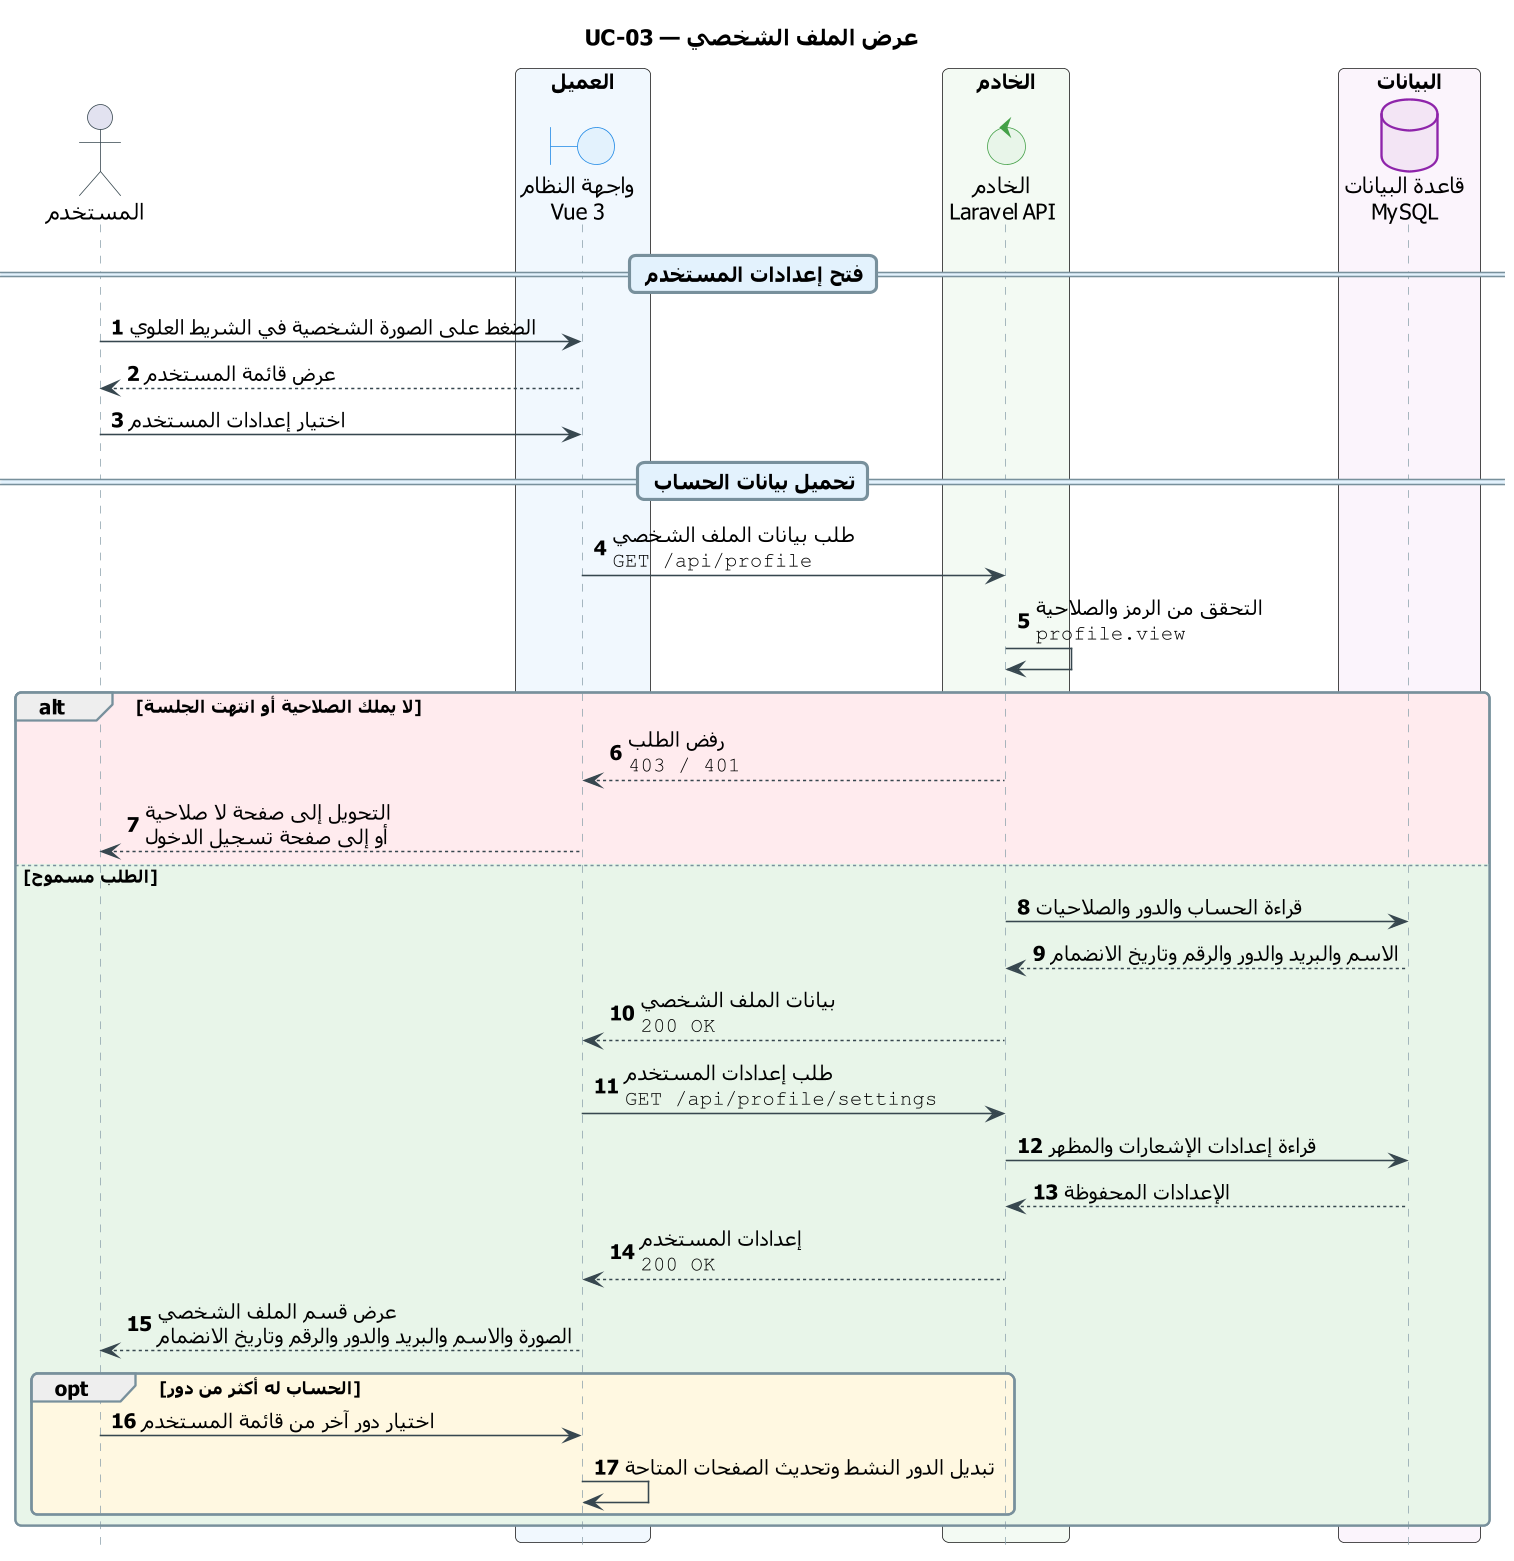 UC-03 — عرض الملف الشخصي
العميل
الخادم
البيانات
المستخدم
واجهة النظام
Vue 3
الخادم
Laravel API
قاعدة البيانات
MySQL
فتح إعدادات المستخدم
1 الضغط على الصورة الشخصية في الشريط العلوي
2 عرض قائمة المستخدم
3 اختيار إعدادات المستخدم
تحميل بيانات الحساب
4 طلب بيانات الملف الشخصي
GET /api/profile
5 التحقق من الرمز والصلاحية
profile.view
alt [لا يملك الصلاحية أو انتهت الجلسة]
6 رفض الطلب
403 / 401
7 التحويل إلى صفحة لا صلاحية
أو إلى صفحة تسجيل الدخول
[الطلب مسموح]
8 قراءة الحساب والدور والصلاحيات
9 الاسم والبريد والدور والرقم وتاريخ الانضمام
10 بيانات الملف الشخصي
200 OK
11 طلب إعدادات المستخدم
GET /api/profile/settings
12 قراءة إعدادات الإشعارات والمظهر
13 الإعدادات المحفوظة
14 إعدادات المستخدم
200 OK
15 عرض قسم الملف الشخصي
الصورة والاسم والبريد والدور والرقم وتاريخ الانضمام
opt [الحساب له أكثر من دور]
16 اختيار دور آخر من قائمة المستخدم
17 تبديل الدور النشط وتحديث الصفحات المتاحة